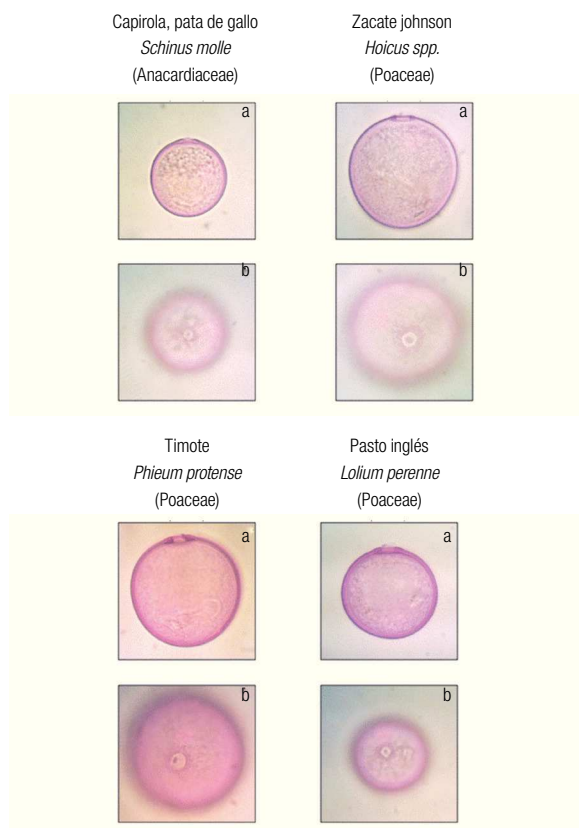 Capirola, pata de gallo
Schinus molle
(Anacardiaceae)
Zacate johnson
Hoicus spp.
(Poaceae)
a
a
b
b
Timote
Phieum protense
(Poaceae)
Pasto inglés
Lolium perenne
(Poaceae)
a
a
b
b